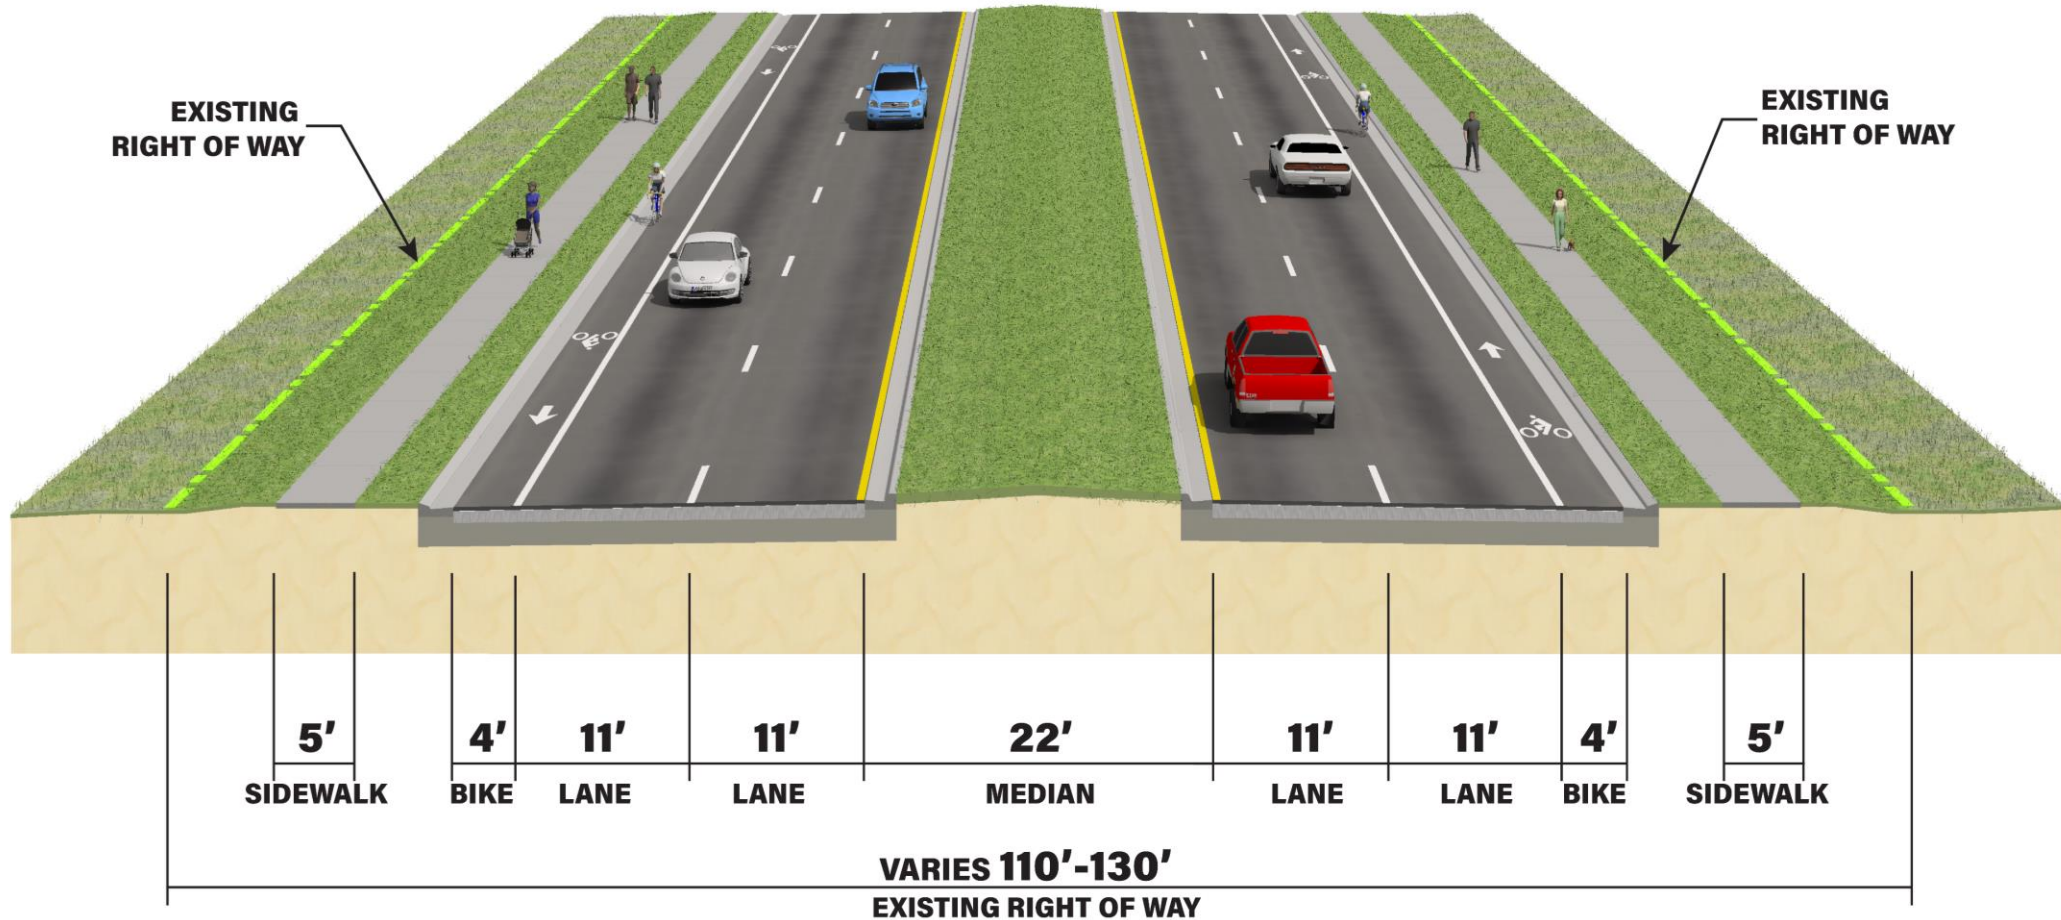 EXISTING
RIGHT OF WAY
EXISTING
RIGHT OF WAY
5' 4' 11' 11' 22' 11' 11' 4' 5'
SIDEWALK BIKE LANE LANE MEDIAN LANE LANE BIKE SIDEWALK
VARIES 110'-130'
EXISTING RIGHT OF WAY